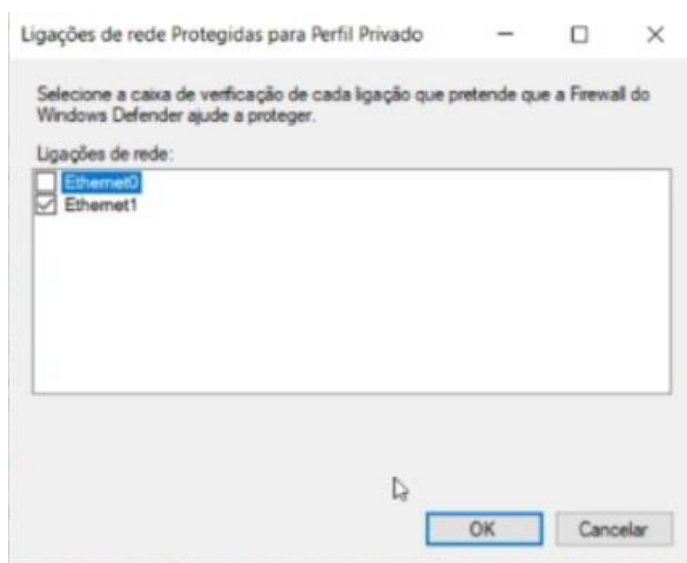 Ligações de rede Protegidas para Perfil Privado
Selecione a caixa de verificação de cada ligação que pretende que a Firewall do
Windows Defender ajude a proteger.
Ligações de rede:
Ethernet0
Ethernet1
OK Cancelar